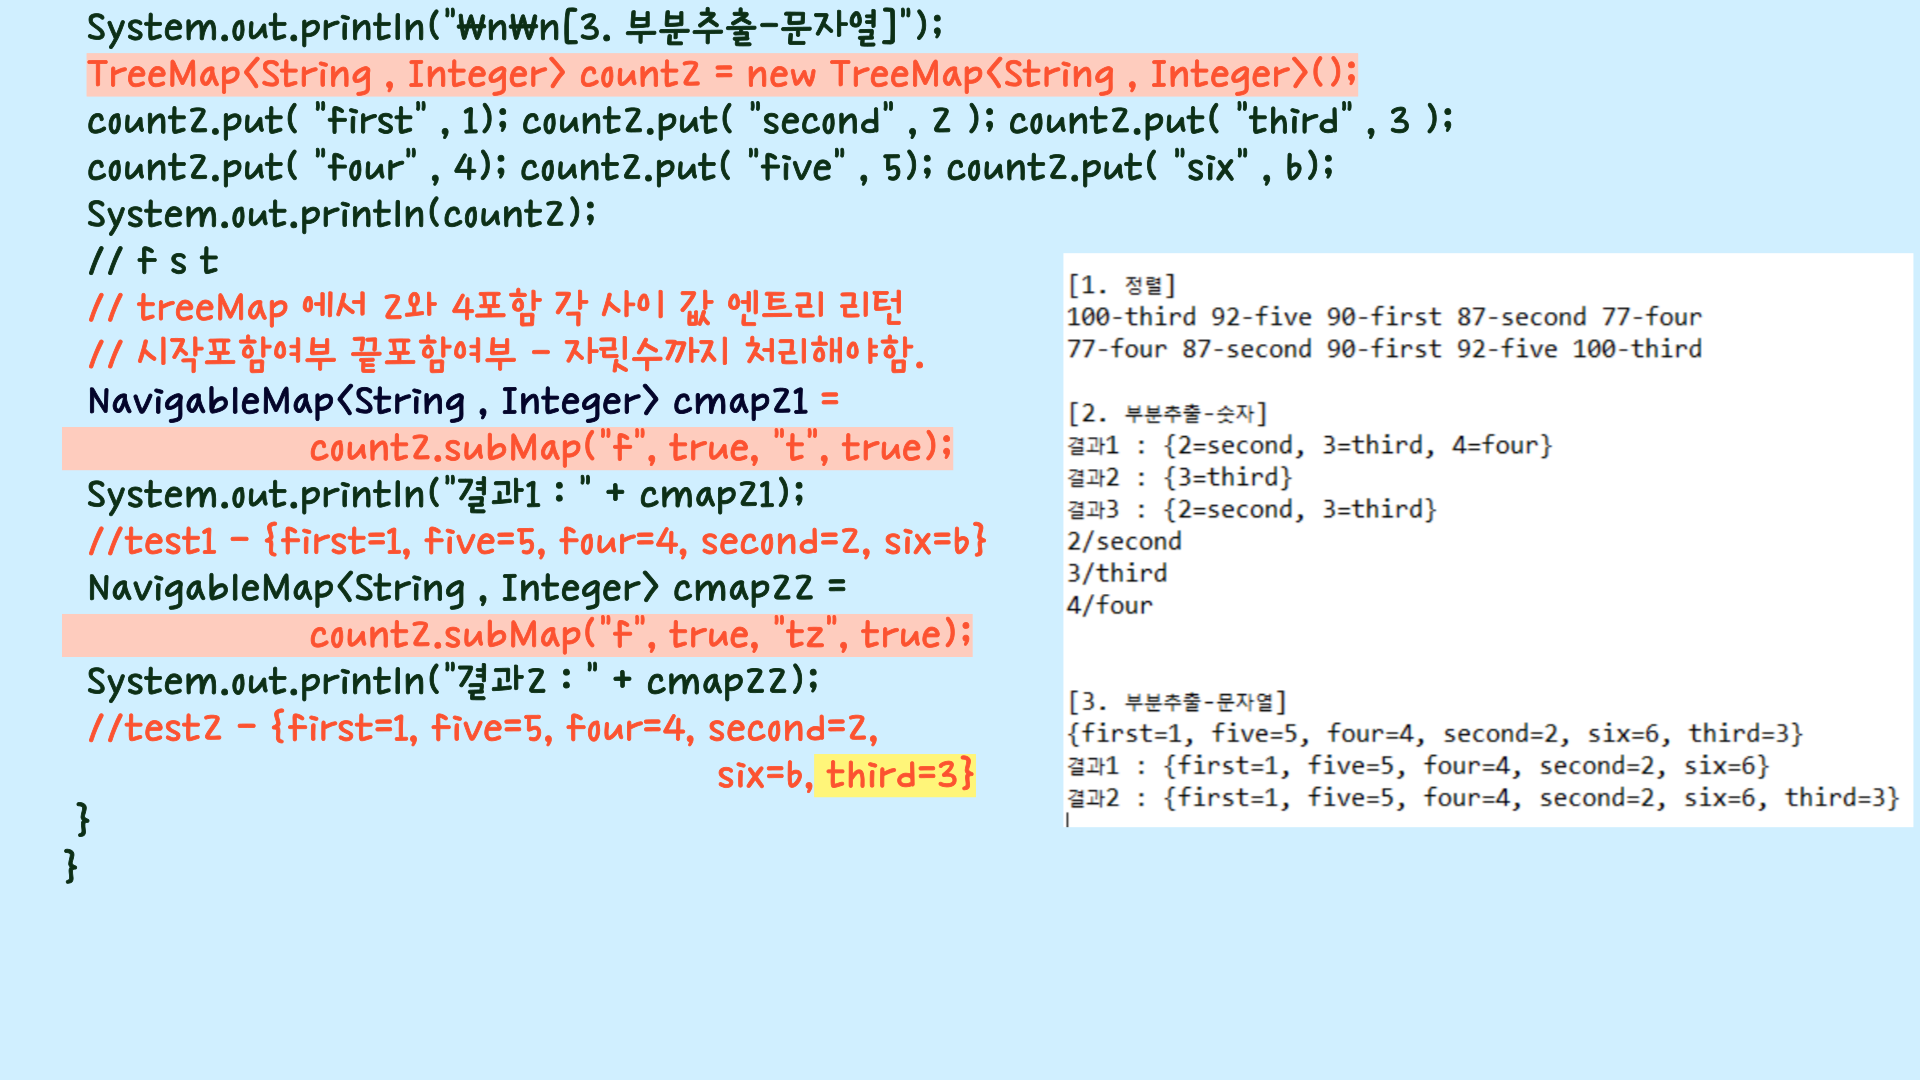 System.out.println("₩n₩n[3. 부분추출-문자열]");
TreeMap<String , Integer> count2 = new TreeMap<String , Integer>();
count2.put( "first" , 1); count2.put( "second" , 2 ); count2.put( "third" , 3 );
count2.put( "four" , 4); count2.put( "five" , 5); count2.put( "six" , 6);
System.out.println(count2);
// f s t
// treeMap 에서 2와 4포함 각 사이 값 엔트리 리턴
// 시작포함여부 끝포함여부 - 자릿수까지 처리해야함.
NavigableMap<String , Integer> cmap21 =
count2.subMap("f", true, "t", true);
System.out.println("결과1 : " + cmap21);
//test1 - {first=1, five=5, four=4, second=2, six=6}
NavigableMap<String , Integer> cmap22 =
count2.subMap("f", true, "tz", true);
System.out.println("결과2 : " + cmap22);
//test2 - {first=1, five=5, four=4, second=2,
six=6, third=3}
}
}
[1. 정렬]
100-third 92-five 90-first 87-second 77-four
77-four 87-second 90-first 92-five 100-third
[2. 부분추출-숫자]
결과1 : {2=second, 3=third, 4=four}
결과2 : {3=third}
결과3 : {2=second, 3=third}
2/second
3/third
4/four
[3. 부분추출-문자열]
{first=1, five=5, four=4, second=2, six=6, third=3}
결과1 : {first=1, five=5, four=4, second=2, six=6}
결과2 : {first=1, five=5, four=4, second=2, six=6, third=3}